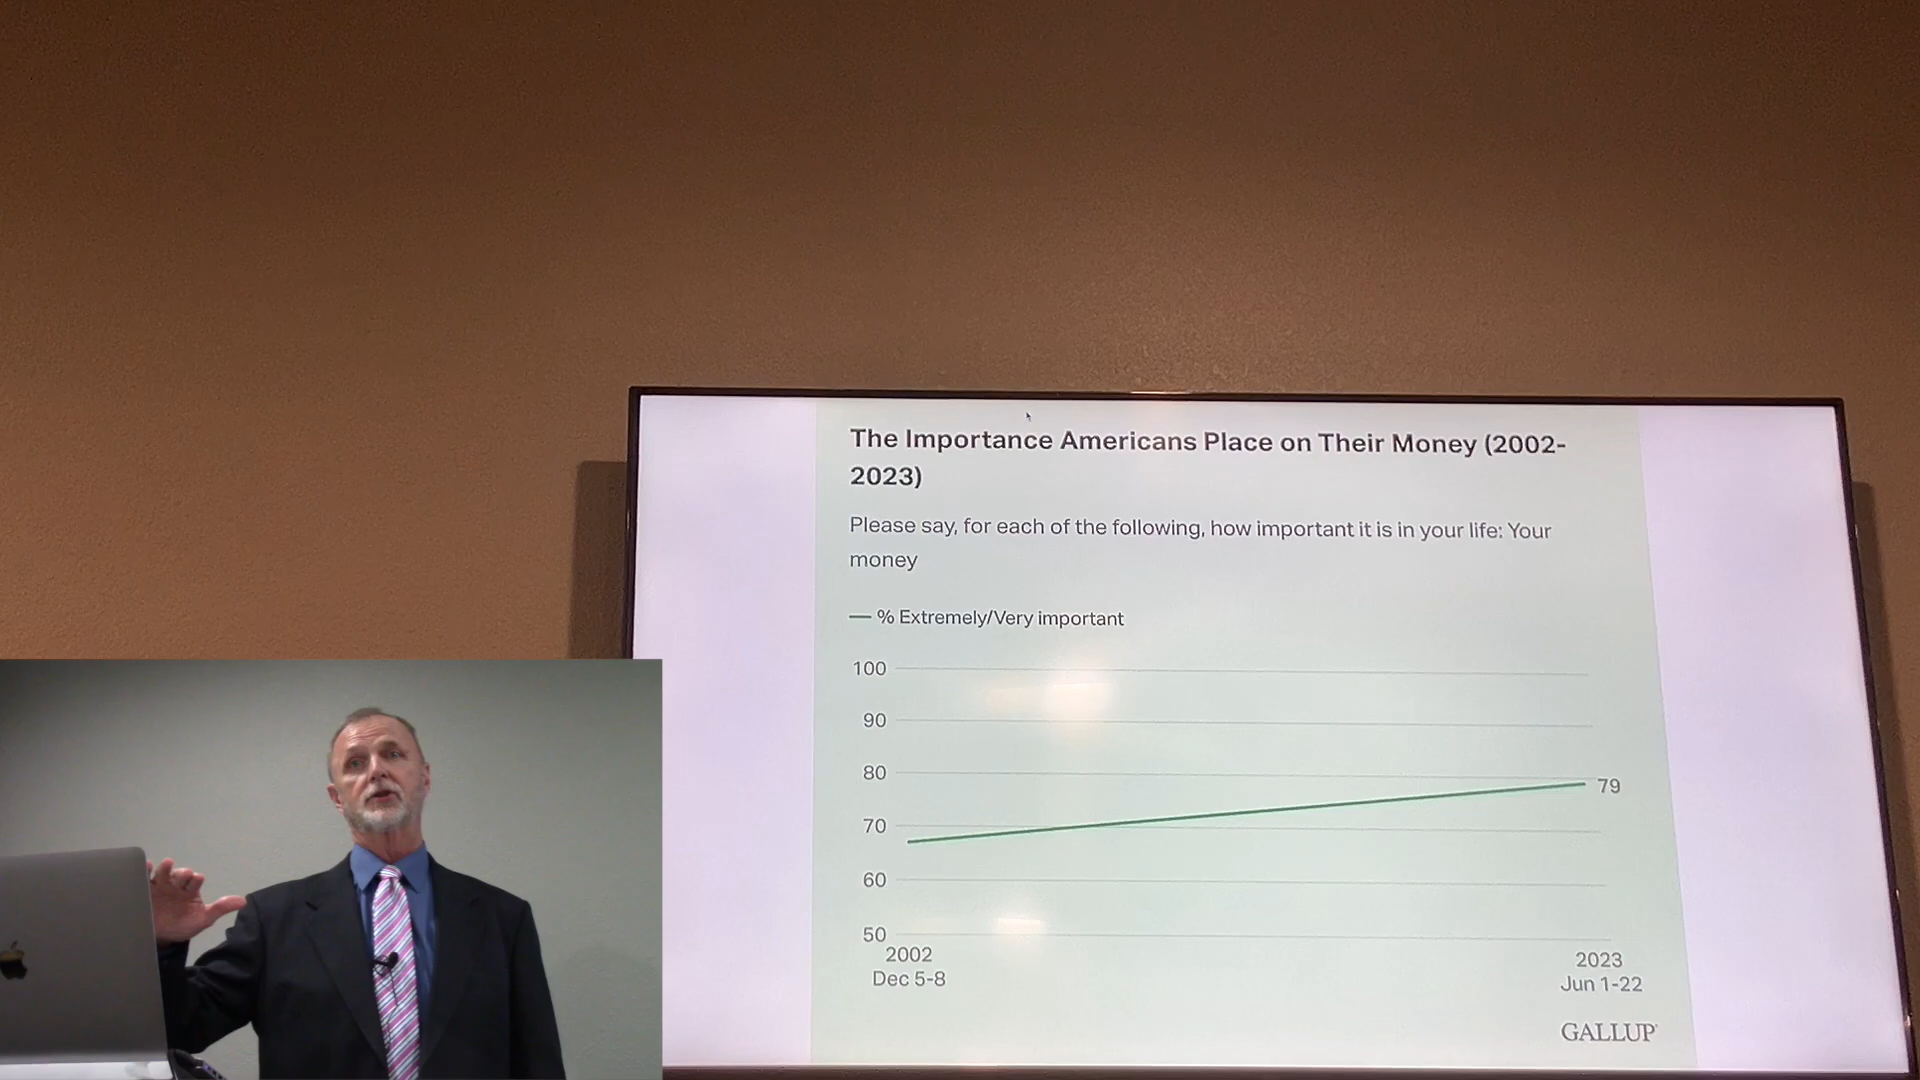 The Importance Americans Place on Their Money (2002-
2023)
Please say, for each of the following, how important it is in your life: Your
money
% Extremely/Very important
100
90
80
79
70
60
50
2002
Dec 5-8
2023
Jun 1-22
GALLUP